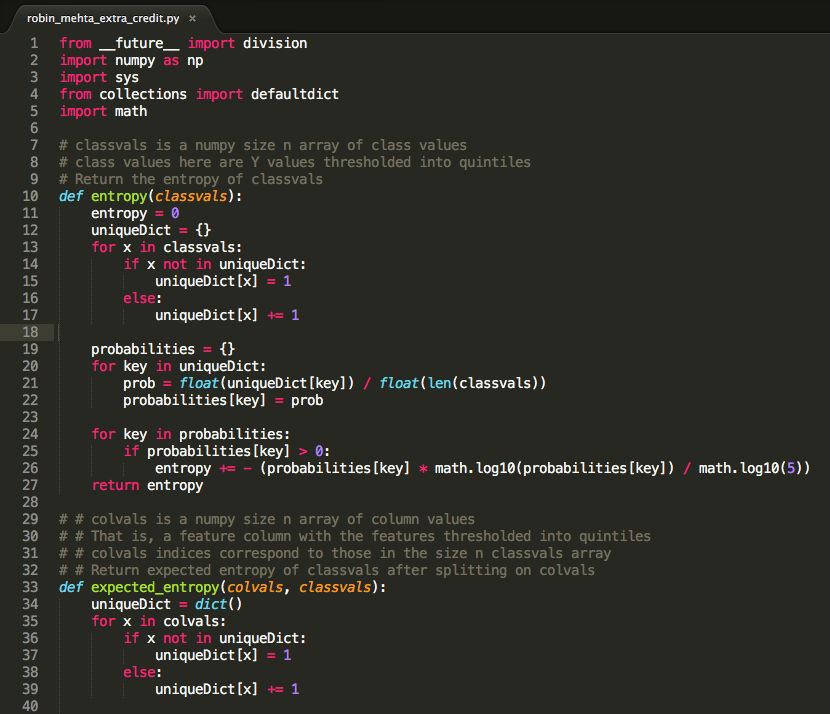 robin_mehta_extra_credit.py ×
1 from __future__ import division
2 import numpy as np
3 import sys
4 from collections import defaultdict
5 import math
6
7 # classvals is a numpy size n array of class values
8 # class values here are Y values thresholded into quintiles
9 # Return the entropy of classvals
10 def entropy(classvals):
11     entropy = 0
12     uniqueDict = {}
13     for x in classvals:
14         if x not in uniqueDict:
15             uniqueDict[x] = 1
16         else:
17             uniqueDict[x] += 1
18
19     probabilities = {}
20     for key in uniqueDict:
21         prob = float(uniqueDict[key]) / float(len(classvals))
22         probabilities[key] = prob
23
24     for key in probabilities:
25         if probabilities[key] > 0:
26             entropy += - (probabilities[key] * math.log10(probabilities[key]) / math.log10(5))
27     return entropy
28
29 # # colvals is a numpy size n array of column values
30 # # That is, a feature column with the features thresholded into quintiles
31 # # colvals indices correspond to those in the size n classvals array
32 # # Return expected entropy of classvals after splitting on colvals
33 def expected_entropy(colvals, classvals):
34     uniqueDict = dict()
35     for x in colvals:
36         if x not in uniqueDict:
37             uniqueDict[x] = 1
38         else:
39             uniqueDict[x] += 1
40